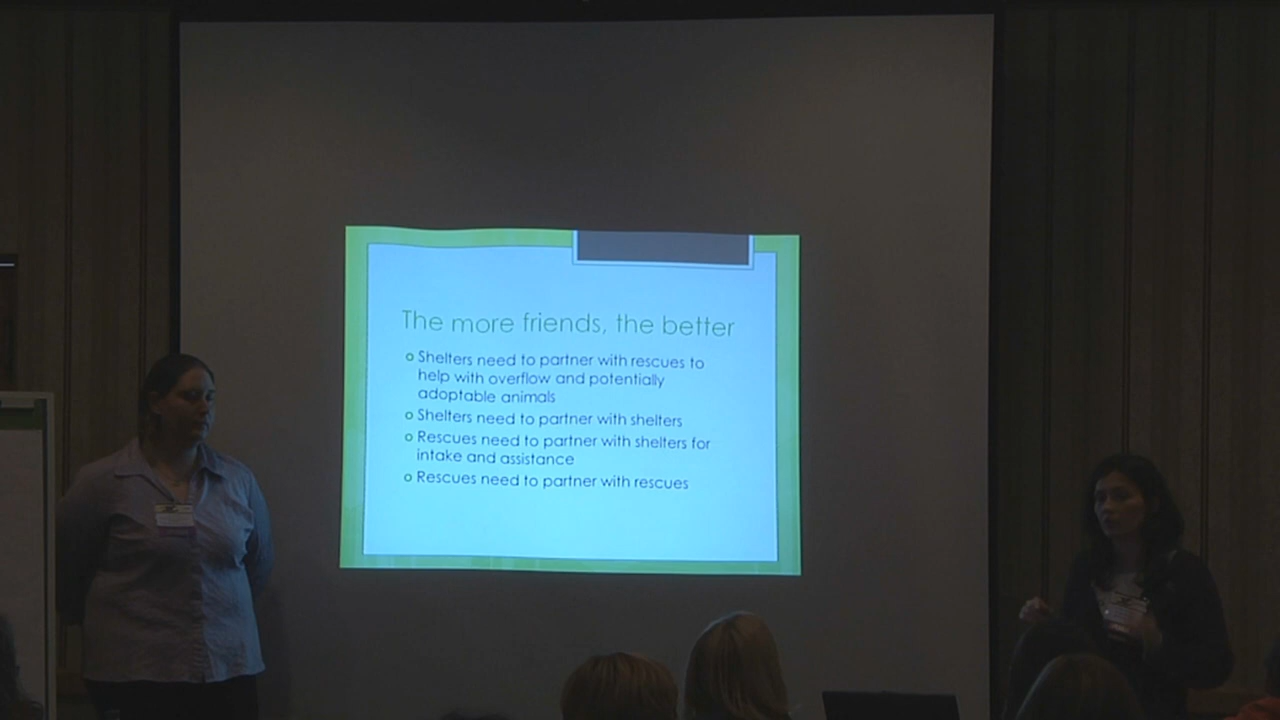 The more friends, the better
Shelters need to partner with rescues to
help with overflow and potentially
adoptable animals
Shelters need to partner with shelters
Rescues need to partner with shelters for
intake and assistance
Rescues need to partner with rescues